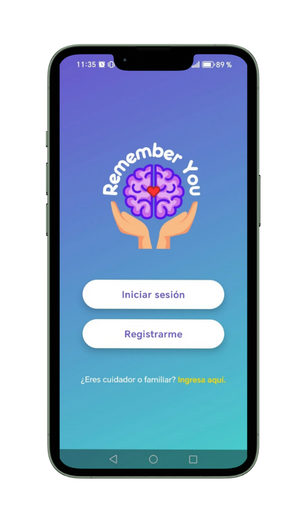 11:35
89 %
Remember You
Iniciar sesión
Registrarme
¿Eres cuidador o familiar? Ingresa aquí.